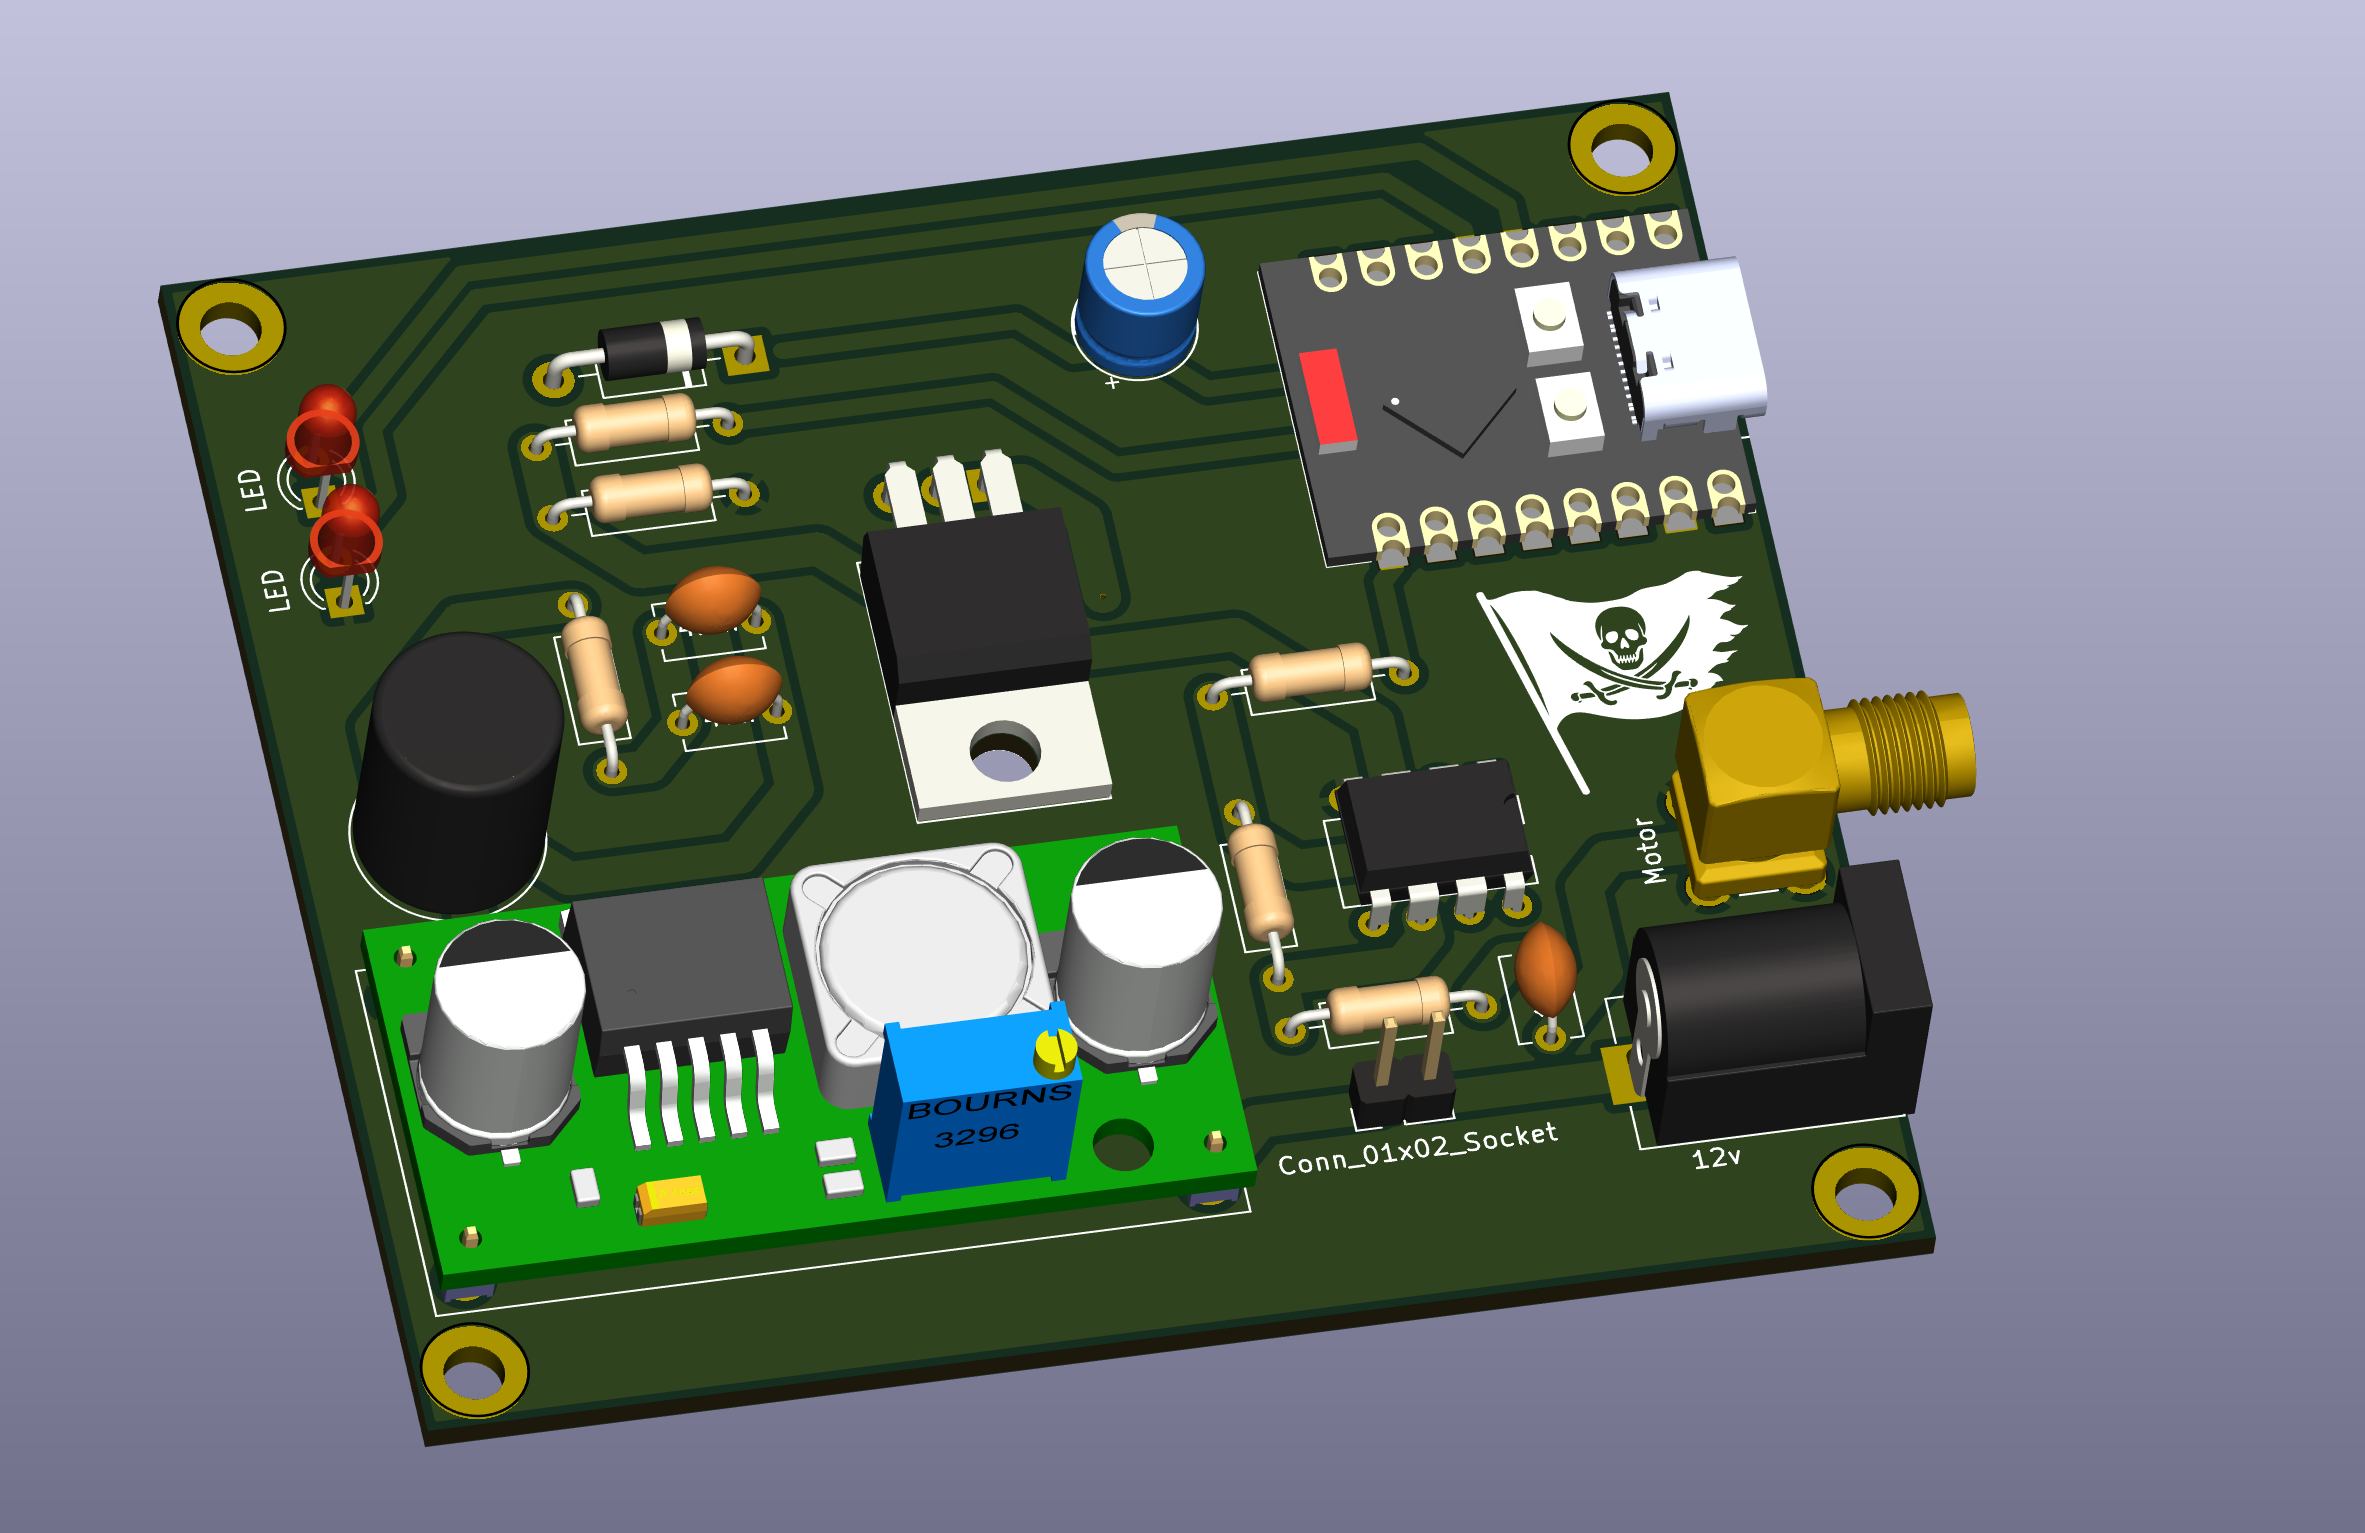 LED
LED
+
Motor
BOURNS
3296
Conn_01x02_Socket
12v